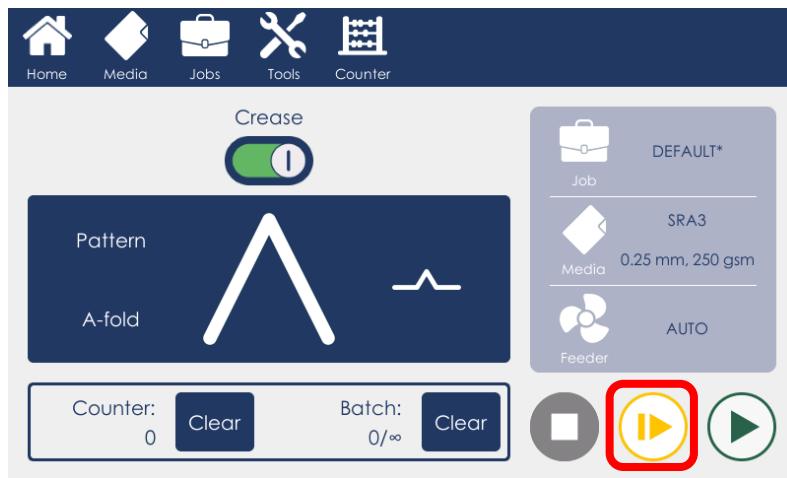 Home
Media
Jobs
Tools
Counter
Crease
Pattern
A-fold
Job
DEFAULT*
Media
SRA3
0.25 mm, 250 gsm
Feeder
AUTO
Counter:
0
Clear
Batch:
0/∞
Clear